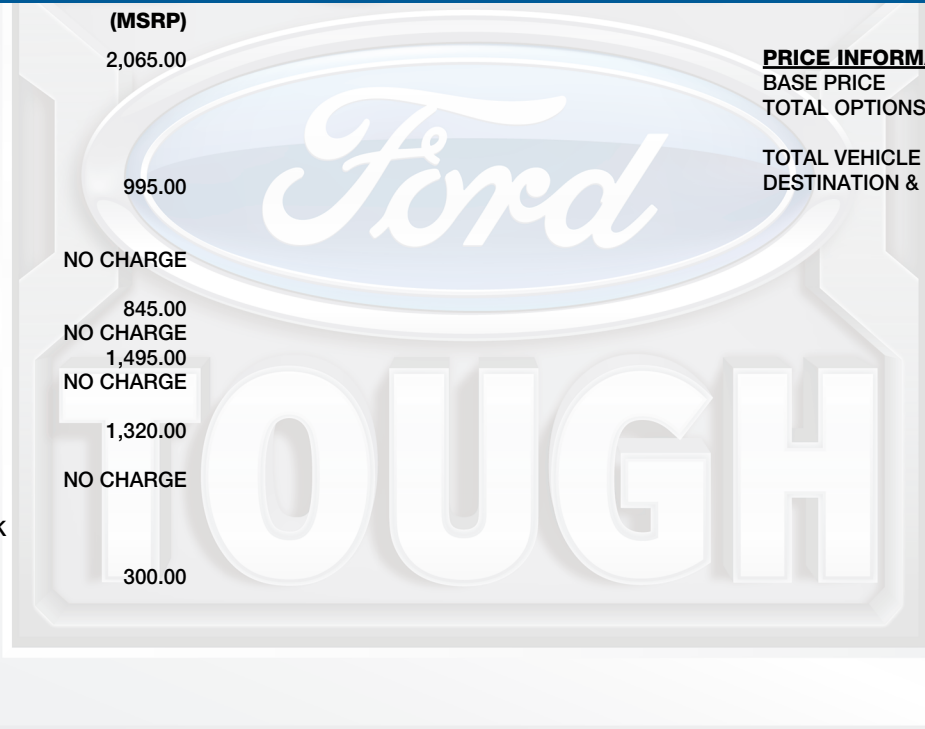 (MSRP)
2,065.00
995.00
NO CHARGE
845.00
NO CHARGE
1,495.00
NO CHARGE
1,320.00
NO CHARGE
K
300.00
PRICE INFORMA
BASE PRICE
TOTAL OPTIONS
TOTAL VEHICLE
DESTINATION &
Ford
TOUGH